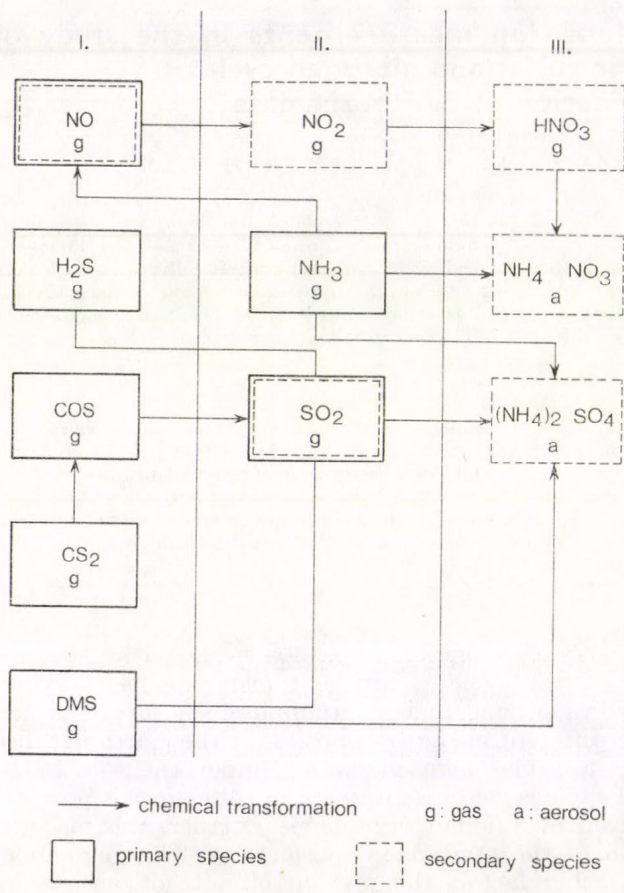 I. II. III.
NO NO₂ HNO₃
g g g
H₂S NH₃ NH₄ NO₃
g g a
COS SO₂ (NH₄)₂ SO₄
g g a
CS₂
g
DMS
g
chemical transformation g: gas a: aerosol
primary species secondary species